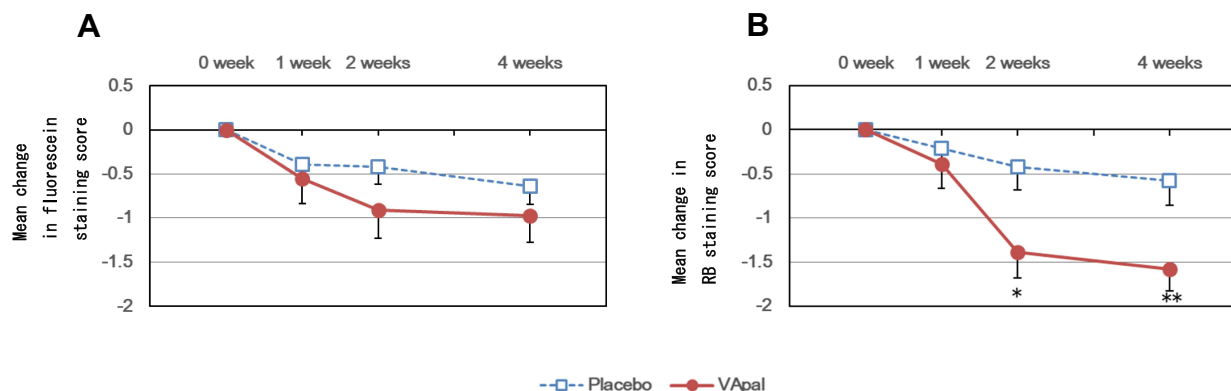 A
0 week 1 week 2 weeks 4 weeks
0.5
0
-0.5
-1
-1.5
-2
Mean change
in fluorescein
staining score
B
0 week 1 week 2 weeks 4 weeks
0.5
0
-0.5
-1
-1.5
-2
Mean change in
RB staining score
*
**
Placebo VApal